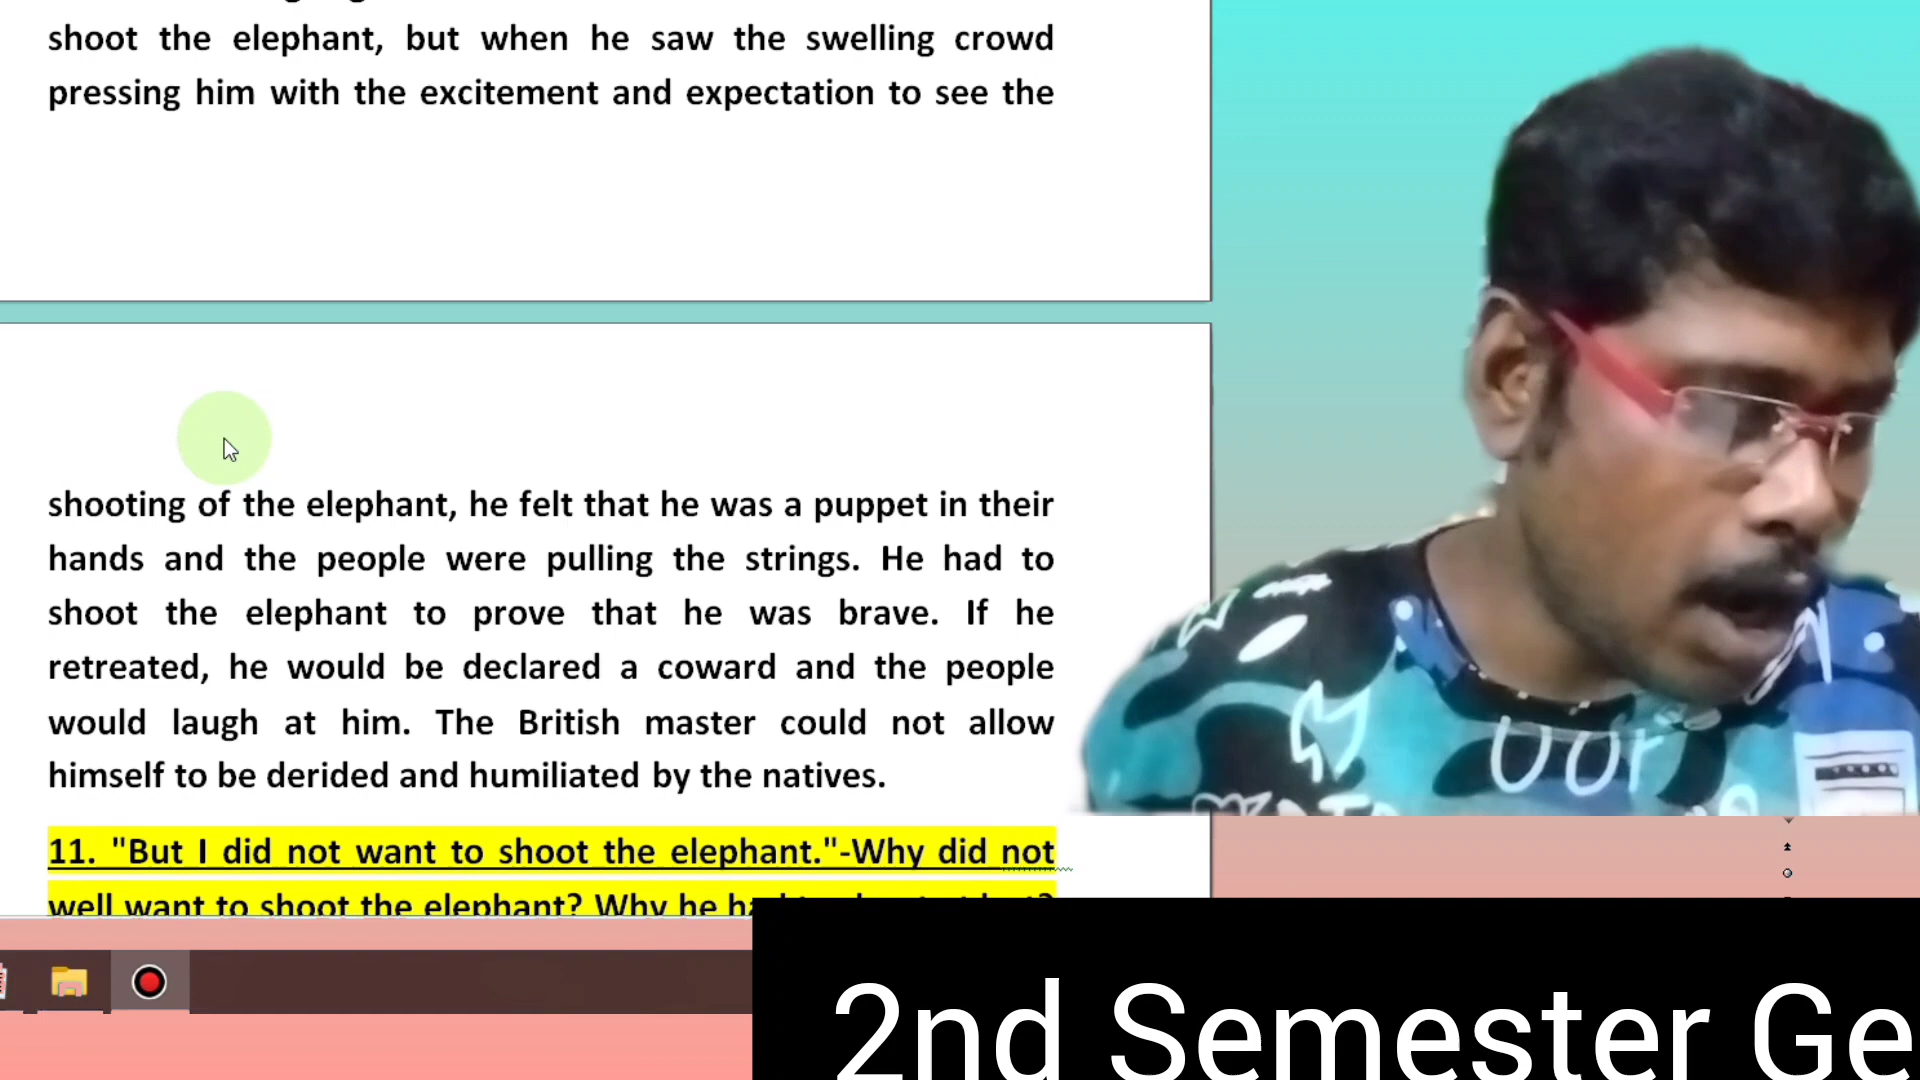 shoot the elephant, but when he saw the swelling crowd
pressing him with the excitement and expectation to see the
shooting of the elephant, he felt that he was a puppet in their
hands and the people were pulling the strings. He had to
shoot the elephant to prove that he was brave. If he
retreated, he would be declared a coward and the people
would laugh at him. The British master could not allow
himself to be derided and humiliated by the natives.
11. "But I did not want to shoot the elephant."-Why did not
well want to shoot the elephant? Why he
2nd Semester Ge